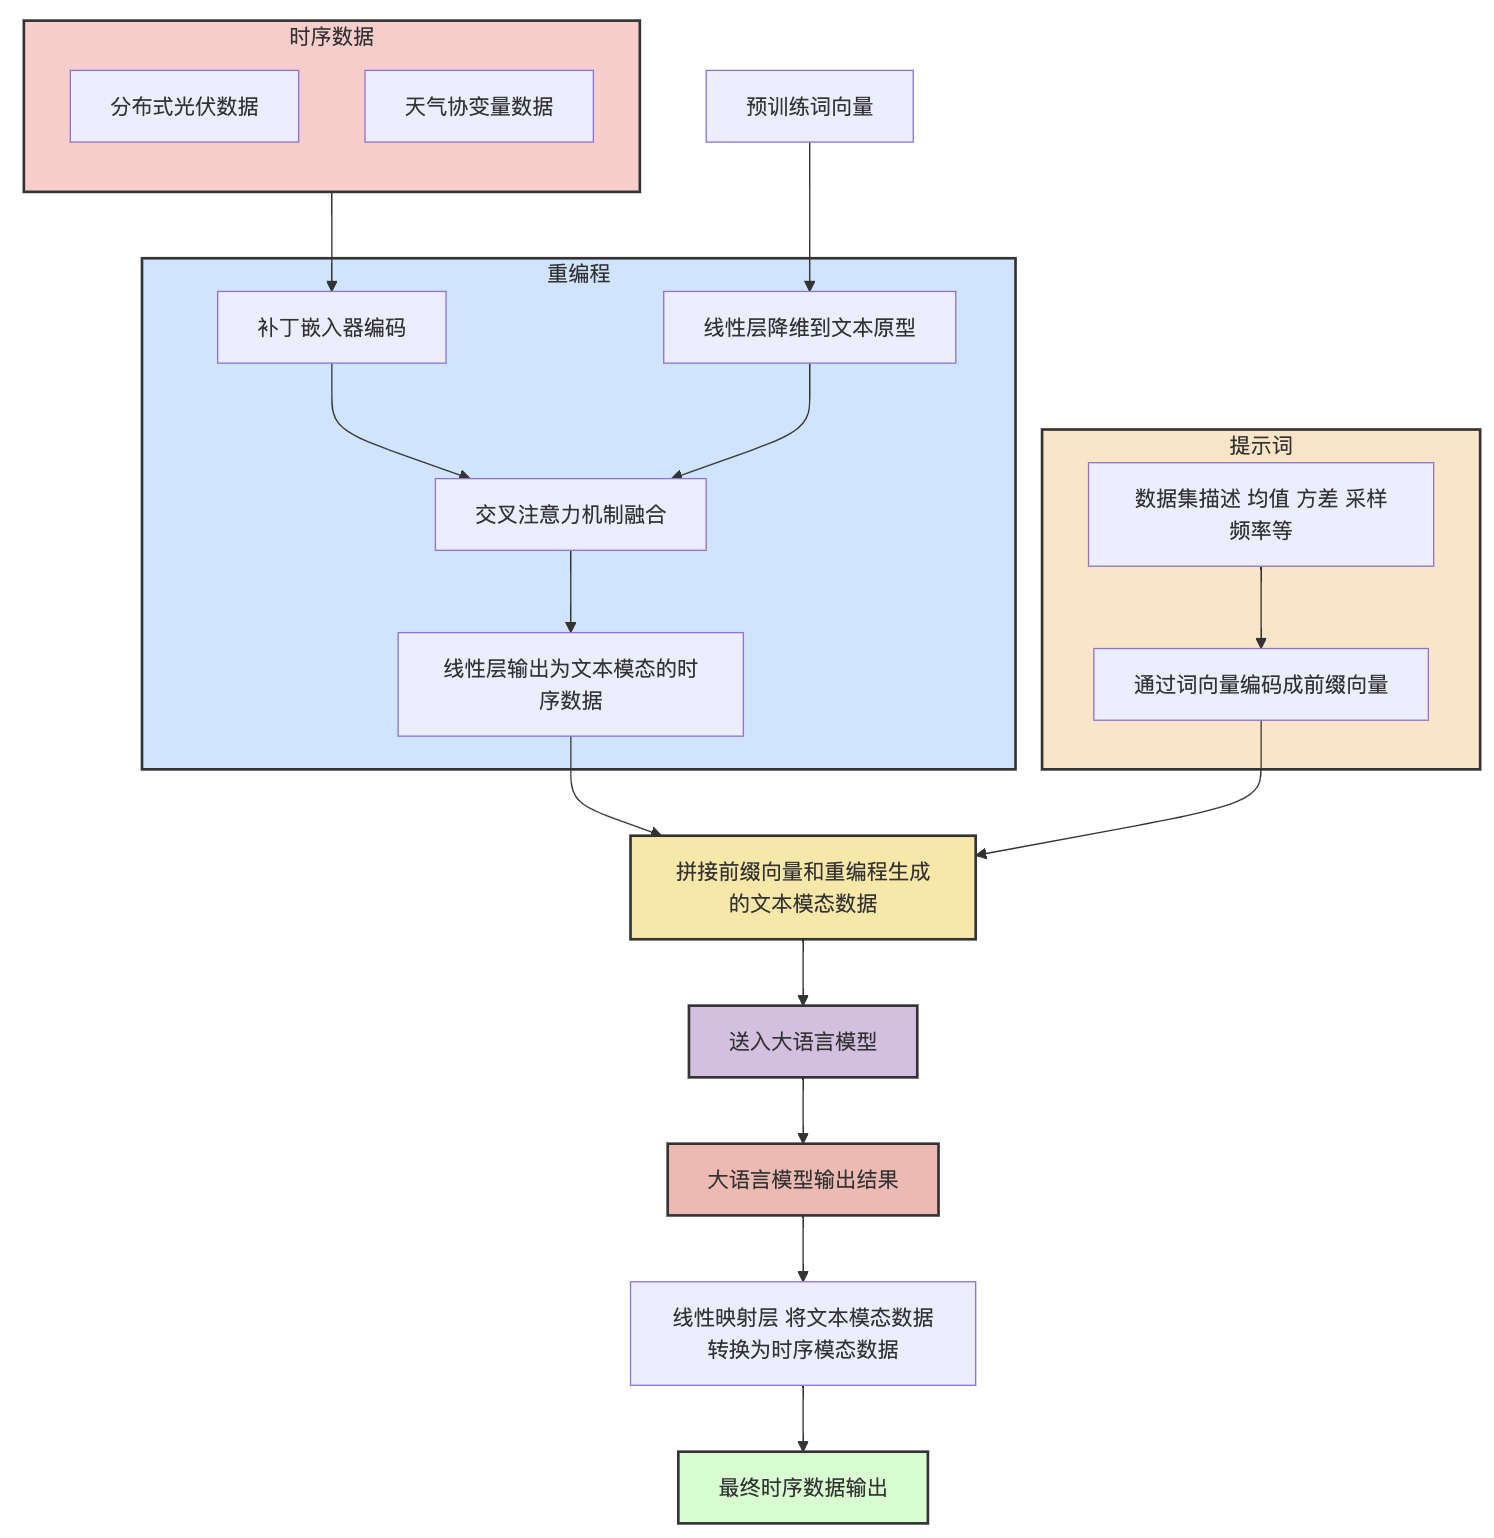 时序数据
分布式光伏数据
天气协变量数据
预训练词向量
重编程
补丁嵌入器编码
线性层降维到文本原型
交叉注意力机制融合
线性层输出为文本模态的时
序数据
提示词
数据集描述 均值 方差 采样
频率等
通过词向量编码成前缀向量
拼接前缀向量和重编程生成
的文本模态数据
送入大语言模型
大语言模型输出结果
线性映射层 将文本模态数据
转换为时序模态数据
最终时序数据输出